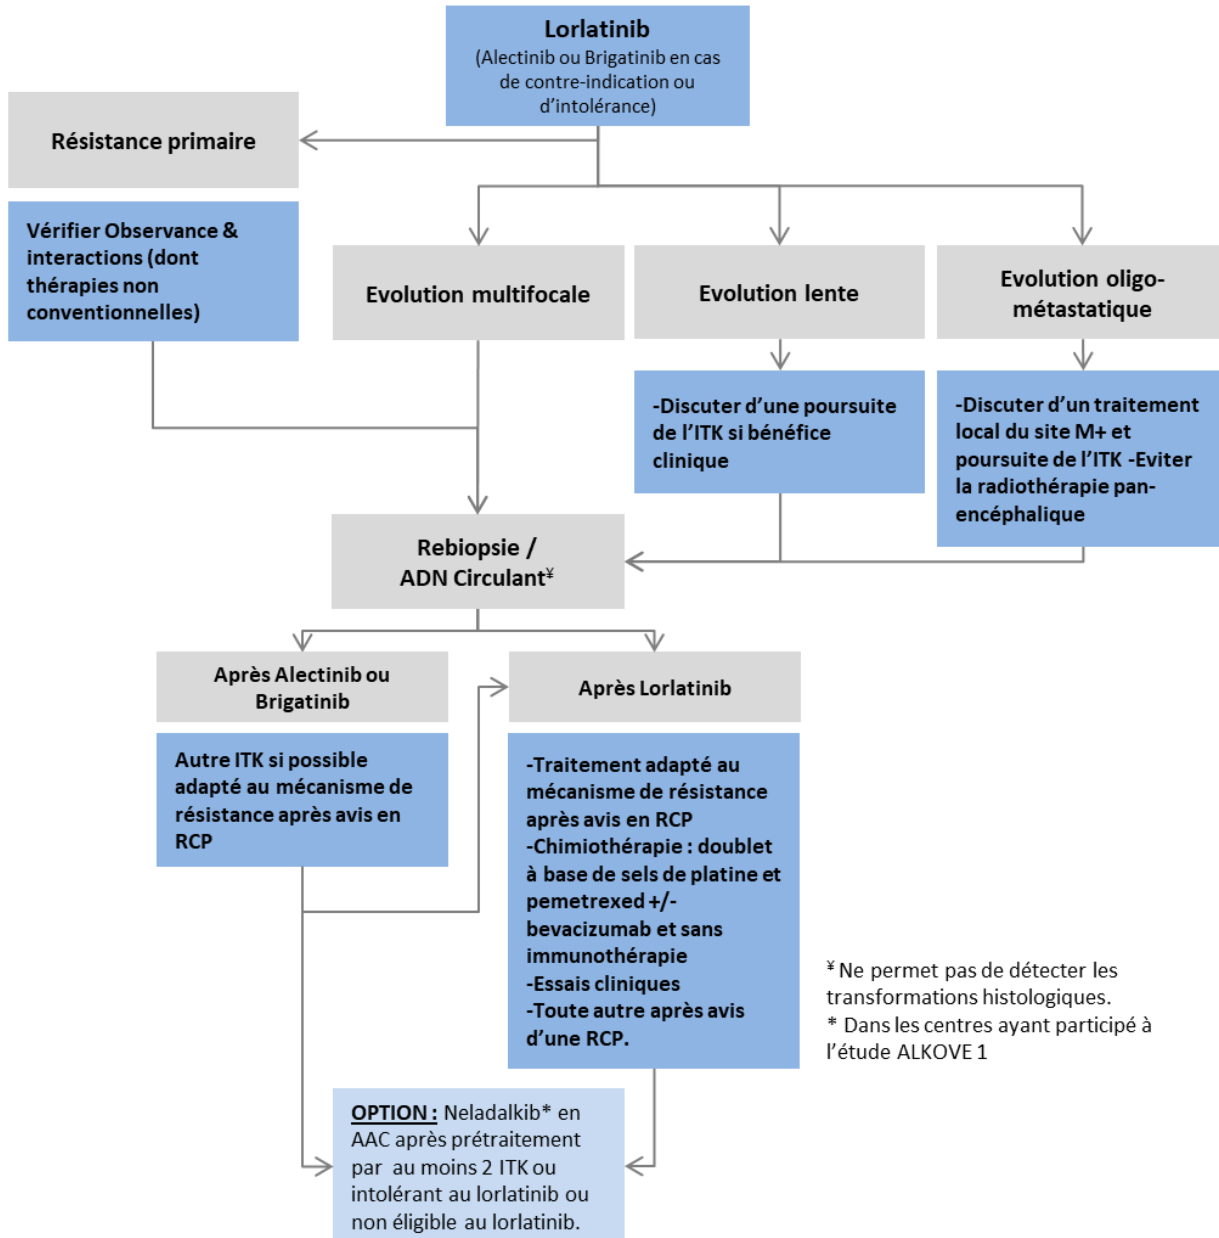 Lorlatinib
(Alectinib ou Brigatinib en cas
de contre-indication ou
d’intolérance)
Résistance primaire
Vérifier Observance &
interactions (dont
thérapies non
conventionnelles)
Evolution multifocale
Evolution lente
Evolution oligo-
métastatique
-Discuter d’une poursuite
de l’ITK si bénéfice
clinique
-Discuter d’un traitement
local du site M+ et
poursuite de l’ITK -Eviter
la radiothérapie pan-
encéphalique
Rebiopsie /
ADN Circulant¥
Après Alectinib ou
Brigatinib
Après Lorlatinib
Autre ITK si possible
adapté au mécanisme de
résistance après avis en
RCP
-Traitement adapté au
mécanisme de résistance
après avis en RCP
-Chimiothérapie : doublet
à base de sels de platine et
pemetrexed +/-
bevacizumab et sans
immunothérapie
-Essais cliniques
-Toute autre après avis
d’une RCP.
¥ Ne permet pas de détecter les
transformations histologiques.
* Dans les centres ayant participé à
l’étude ALKOVE 1
OPTION : Neladalkib* en
AAC après prétraitement
par au moins 2 ITK ou
intolérant au lorlatinib ou
non éligible au lorlatinib.